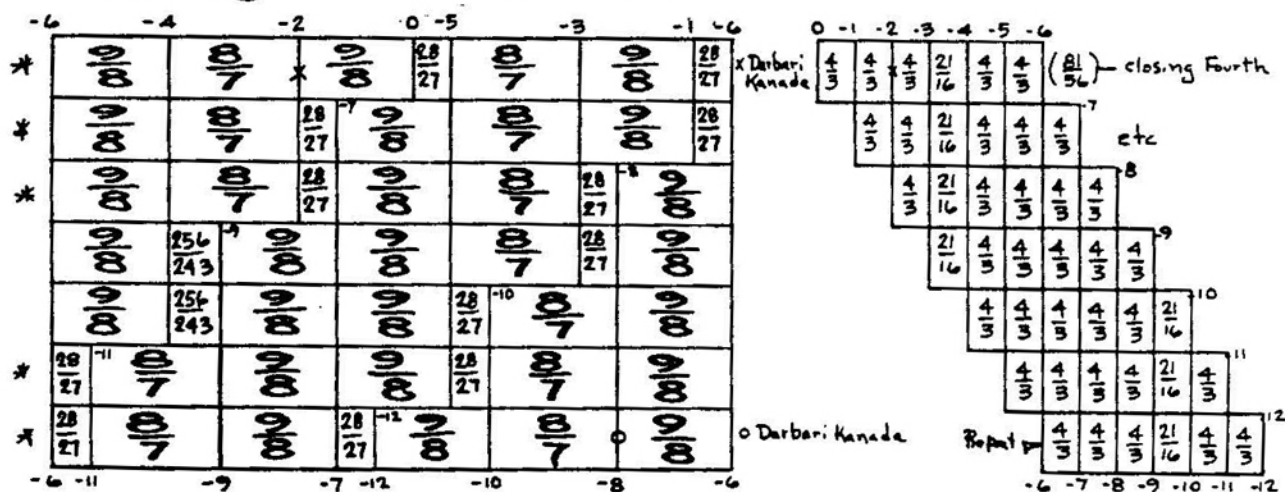 -6 -4 -2 0 -5 -3 -1 -6 0 -1 -2 -3 -4 -5 -6
* 9/8 8/7 x 9/8 28/27 8/7 9/8 28/27 x Darbari Kanada 4/3 4/3 x 4/3 21/16 4/3 4/3 (81/56) closing Fourth
* 9/8 8/7 28/27 -7 9/8 8/7 9/8 28/27 4/3 4/3 21/16 4/3 4/3 4/3 -7 etc
* 9/8 8/7 28/27 9/8 8/7 28/27 -8 9/8 4/3 21/16 4/3 4/3 4/3 4/3 -8
9/8 256/243 -9 9/8 9/8 8/7 28/27 9/8 21/16 4/3 4/3 4/3 4/3 4/3 -9
9/8 256/243 9/8 9/8 28/27 -10 8/7 9/8 4/3 4/3 4/3 4/3 4/3 21/16 -10
* 28/27 -11 8/7 9/8 9/8 28/27 8/7 9/8 4/3 4/3 4/3 4/3 21/16 4/3 -11
* 28/27 8/7 9/8 28/27 -12 9/8 8/7 o 9/8 o Darbari Kanada Repeat 4/3 4/3 4/3 21/16 4/3 4/3 -12
-6 -11 -9 -7 -12 -10 -8 -6 -6 -7 -8 -9 -10 -11 -12